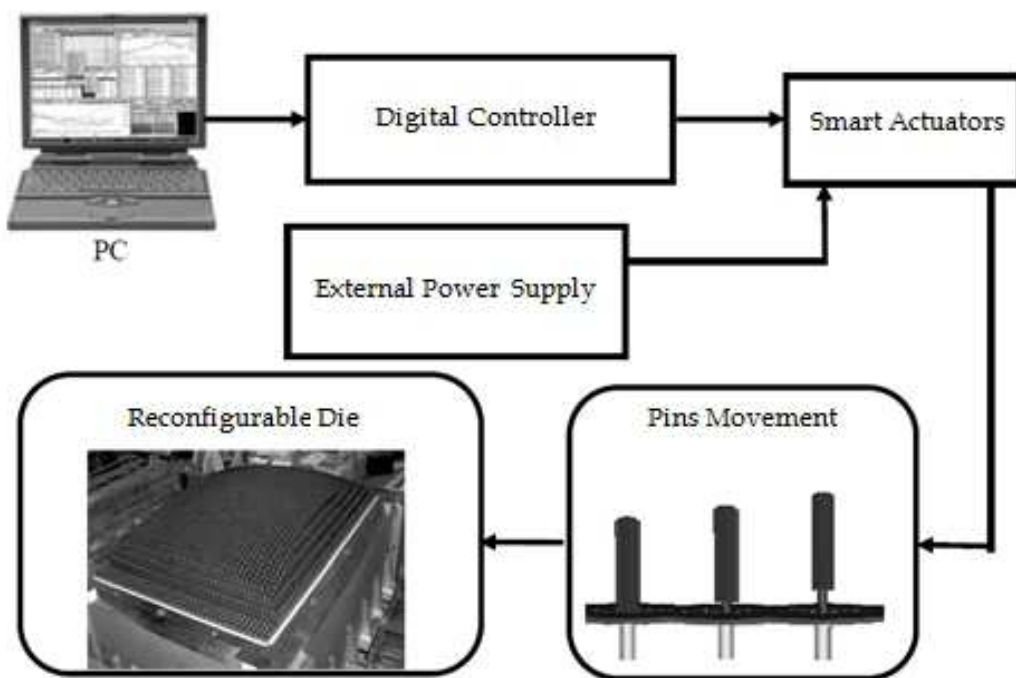 Digital Controller
Smart Actuators
PC
External Power Supply
Reconfigurable Die
Pins Movement